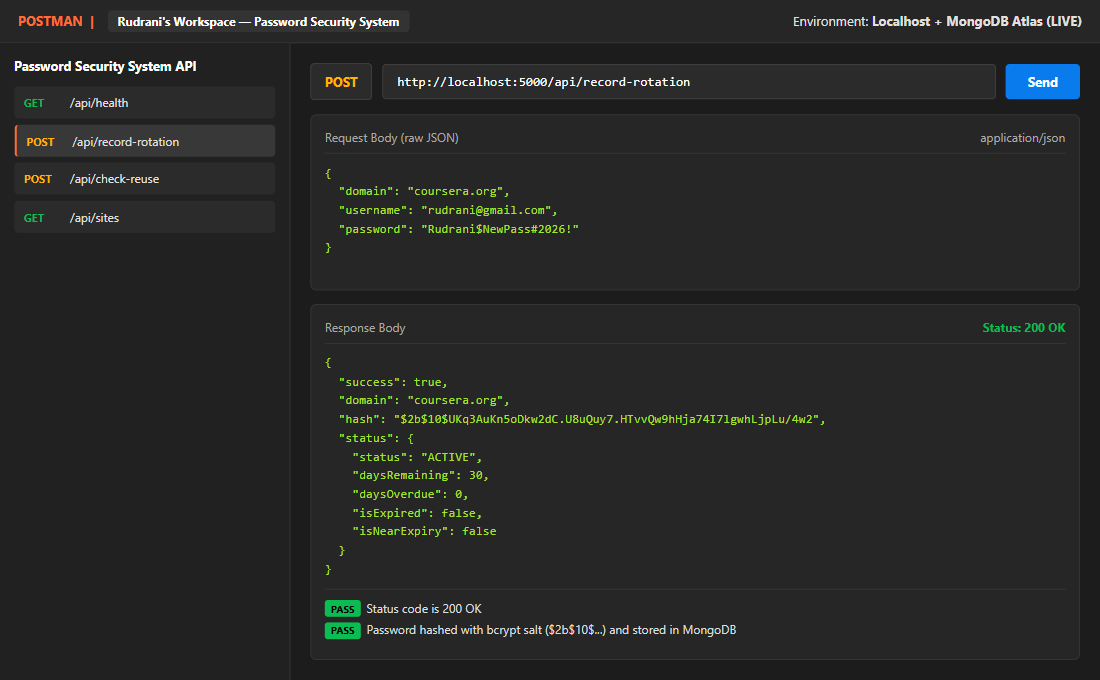 POSTMAN | Rudrani's Workspace — Password Security System
Environment: Localhost + MongoDB Atlas (LIVE)
Password Security System API
GET /api/health
POST /api/record-rotation
POST /api/check-reuse
GET /api/sites
POST http://localhost:5000/api/record-rotation Send
Request Body (raw JSON) application/json
{
"domain": "coursera.org",
"username": "rudrani@gmail.com",
"password": "Rudrani$NewPass#2026!"
}
Response Body Status: 200 OK
{
"success": true,
"domain": "coursera.org",
"hash": "$2b$10$UKq3AuKn5oDkw2dC.U8uQuy7.HTvvQw9hHja74I7lgwhLjpLu/4w2",
"status": {
"status": "ACTIVE",
"daysRemaining": 30,
"daysOverdue": 0,
"isExpired": false,
"isNearExpiry": false
}
}
PASS Status code is 200 OK
PASS Password hashed with bcrypt salt ($2b$10$...) and stored in MongoDB